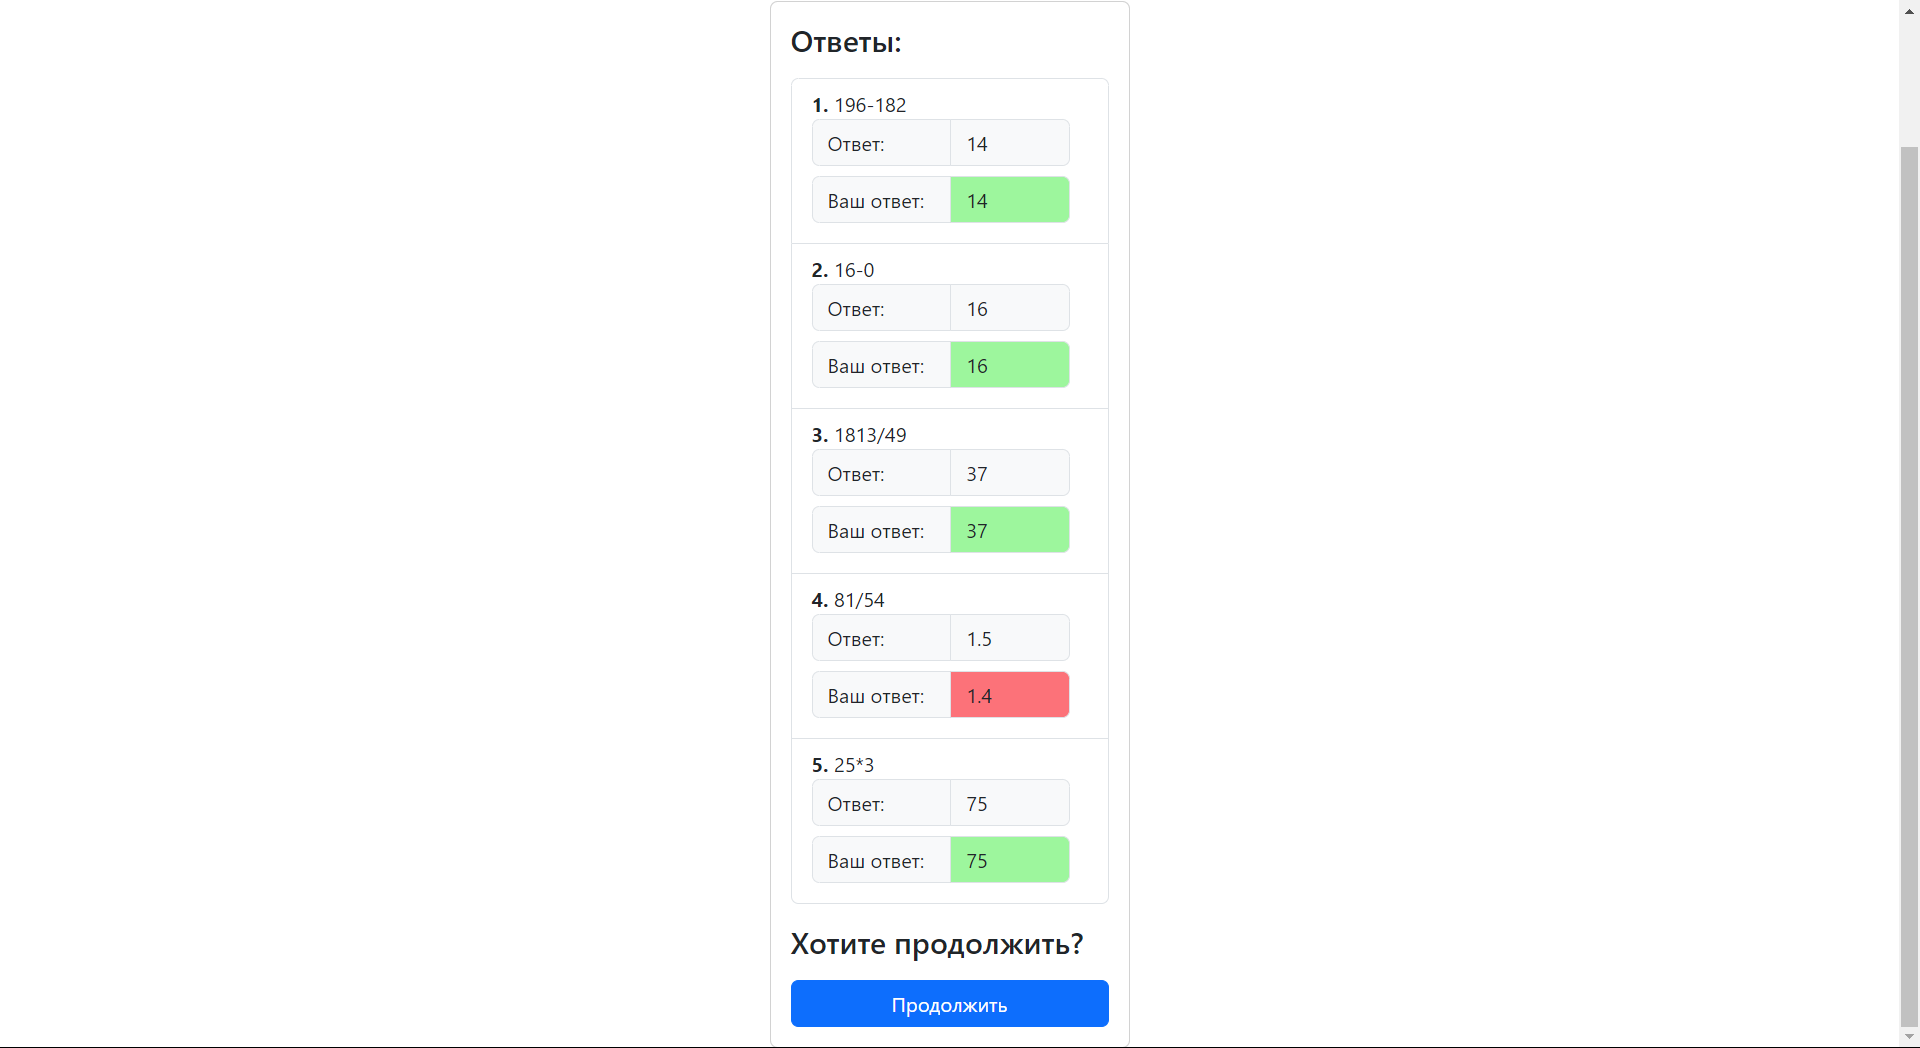 Ответы:
1. 196-182
Ответ: 14
Ваш ответ: 14
2. 16-0
Ответ: 16
Ваш ответ: 16
3. 1813/49
Ответ: 37
Ваш ответ: 37
4. 81/54
Ответ: 1.5
Ваш ответ: 1.4
5. 25*3
Ответ: 75
Ваш ответ: 75
Хотите продолжить?
Продолжить